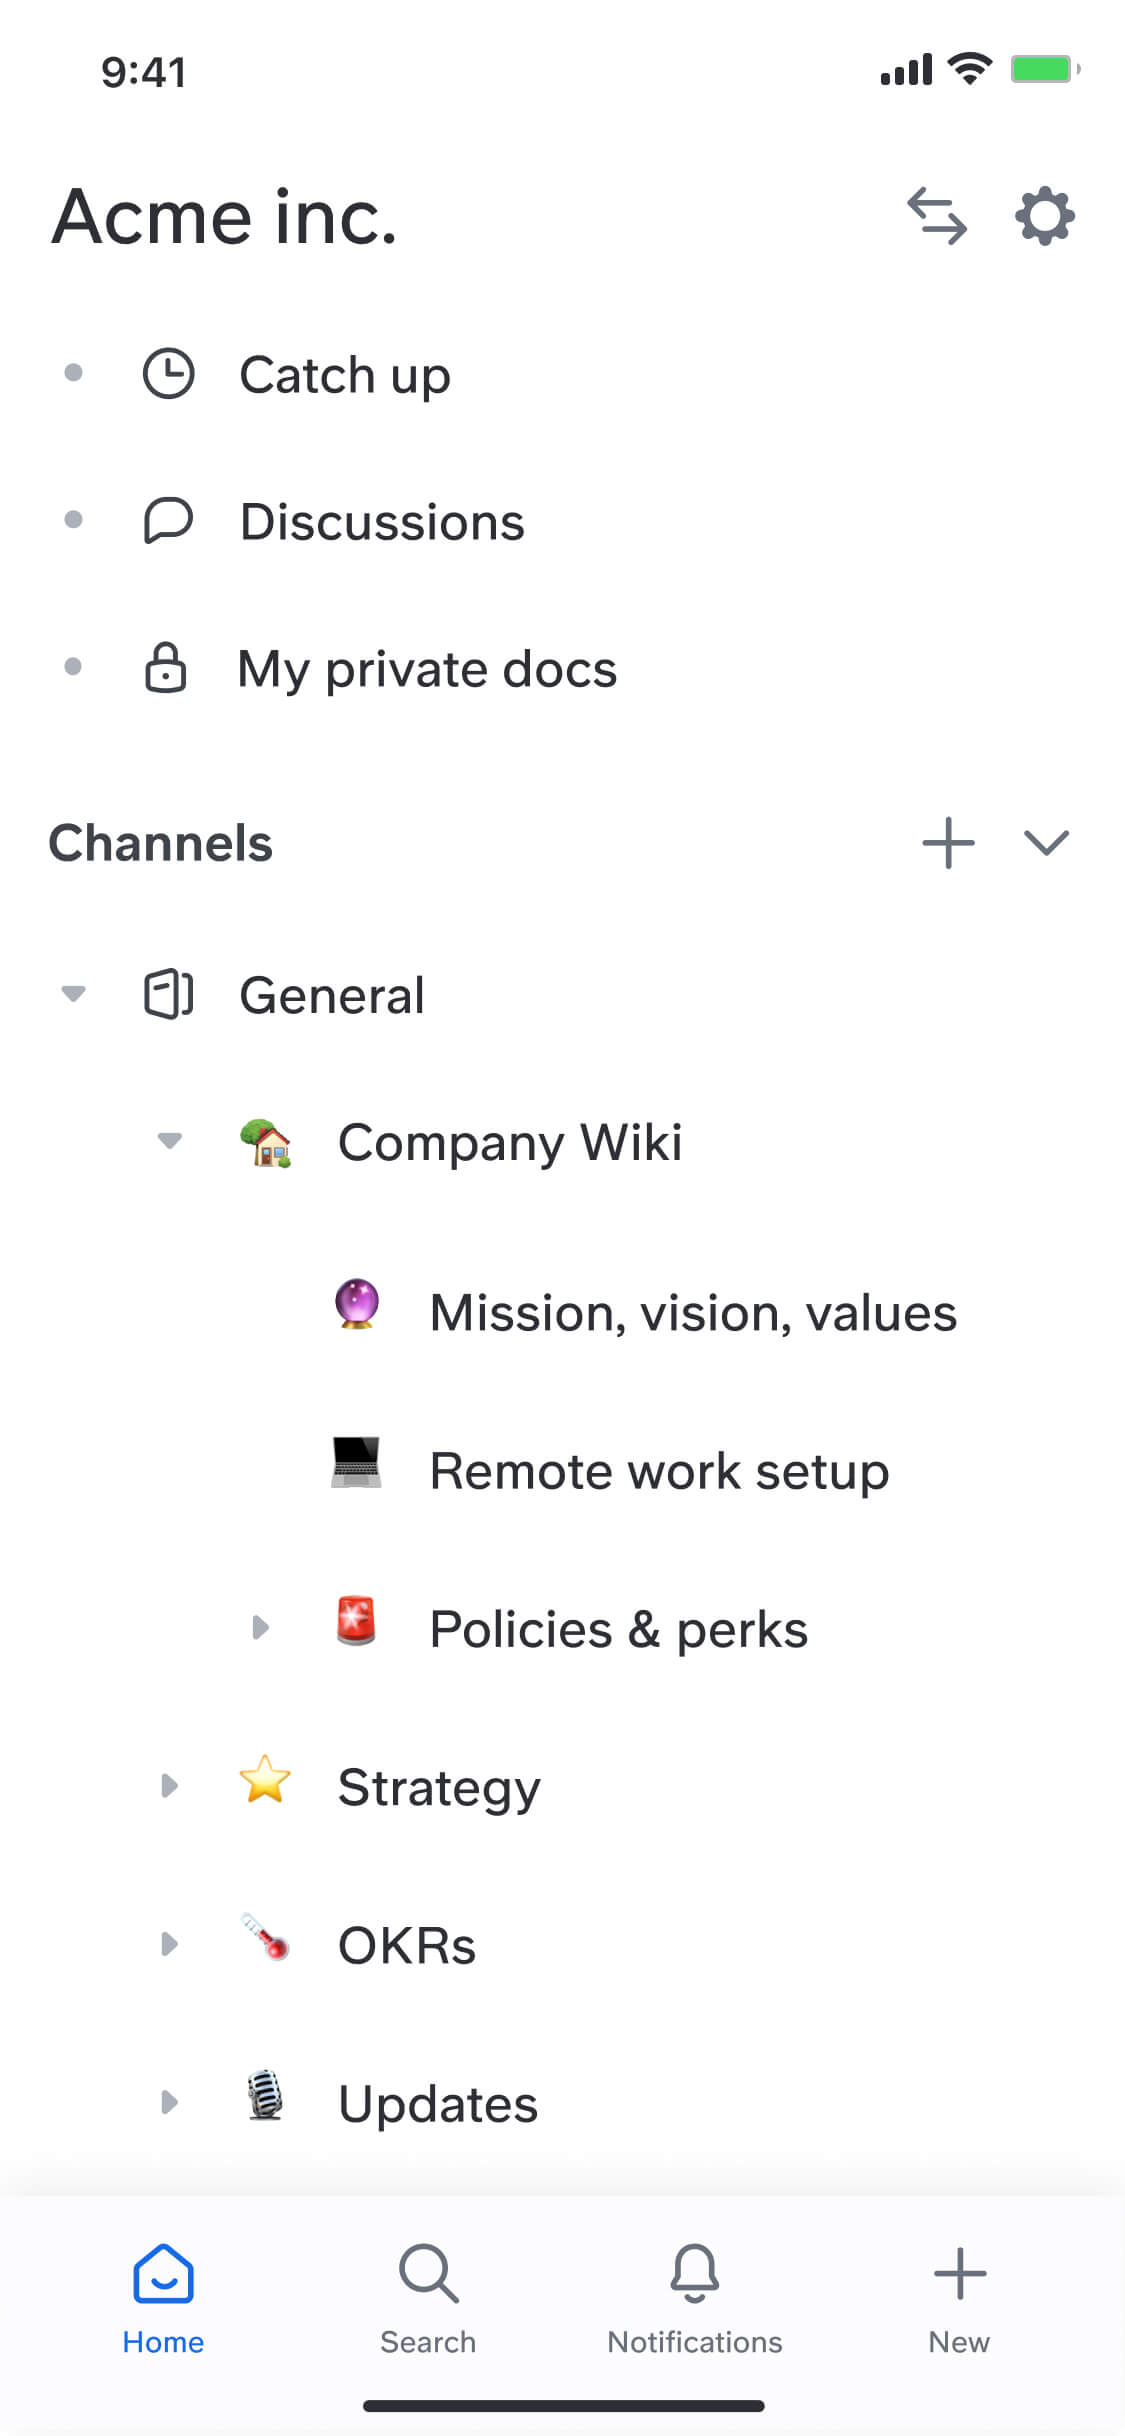 9:41
Acme inc.
Catch up
Discussions
My private docs
Channels
General
Company Wiki
Mission, vision, values
Remote work setup
Policies & perks
Strategy
OKRs
Updates
Home
Search
Notifications
New